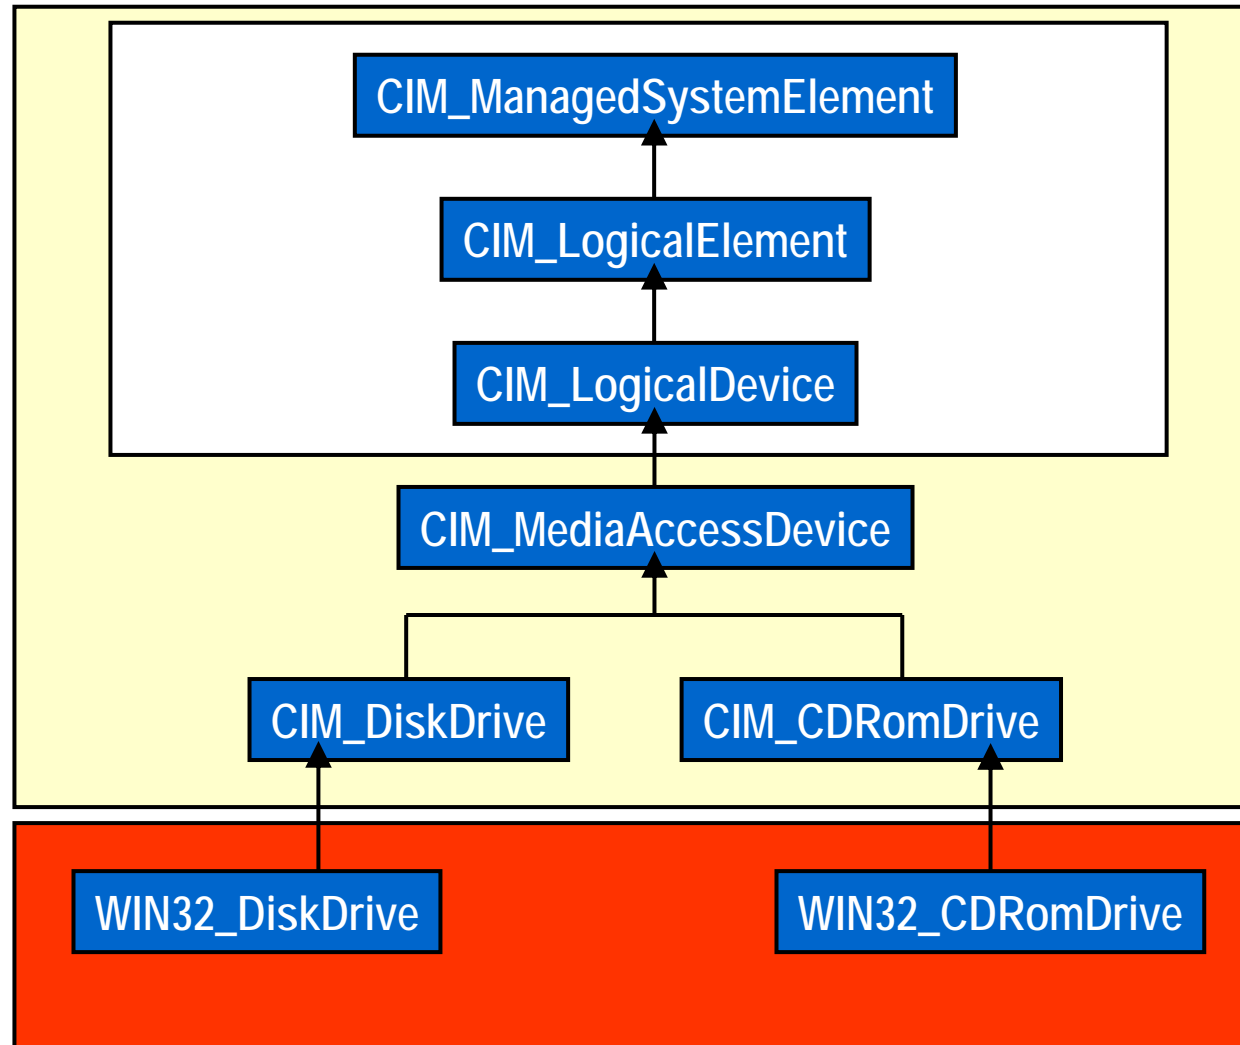 CIM_ManagedSystemElement
CIM_LogicalElement
CIM_LogicalDevice
CIM_MediaAccessDevice
CIM_DiskDrive
CIM_CDRomDrive
WIN32_DiskDrive
WIN32_CDRomDrive